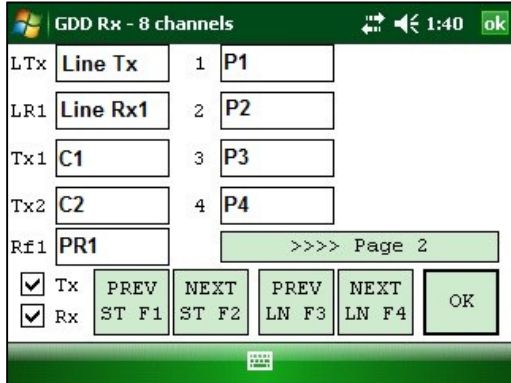 GDD Rx - 8 channels 1:40 ok
LTx Line Tx 1 P1
LR1 Line Rx1 2 P2
Tx1 C1 3 P3
Tx2 C2 4 P4
Rf1 PR1 >>>> Page 2
Tx PREV NEXT PREV NEXT OK
Rx ST F1 ST F2 LN F3 LN F4